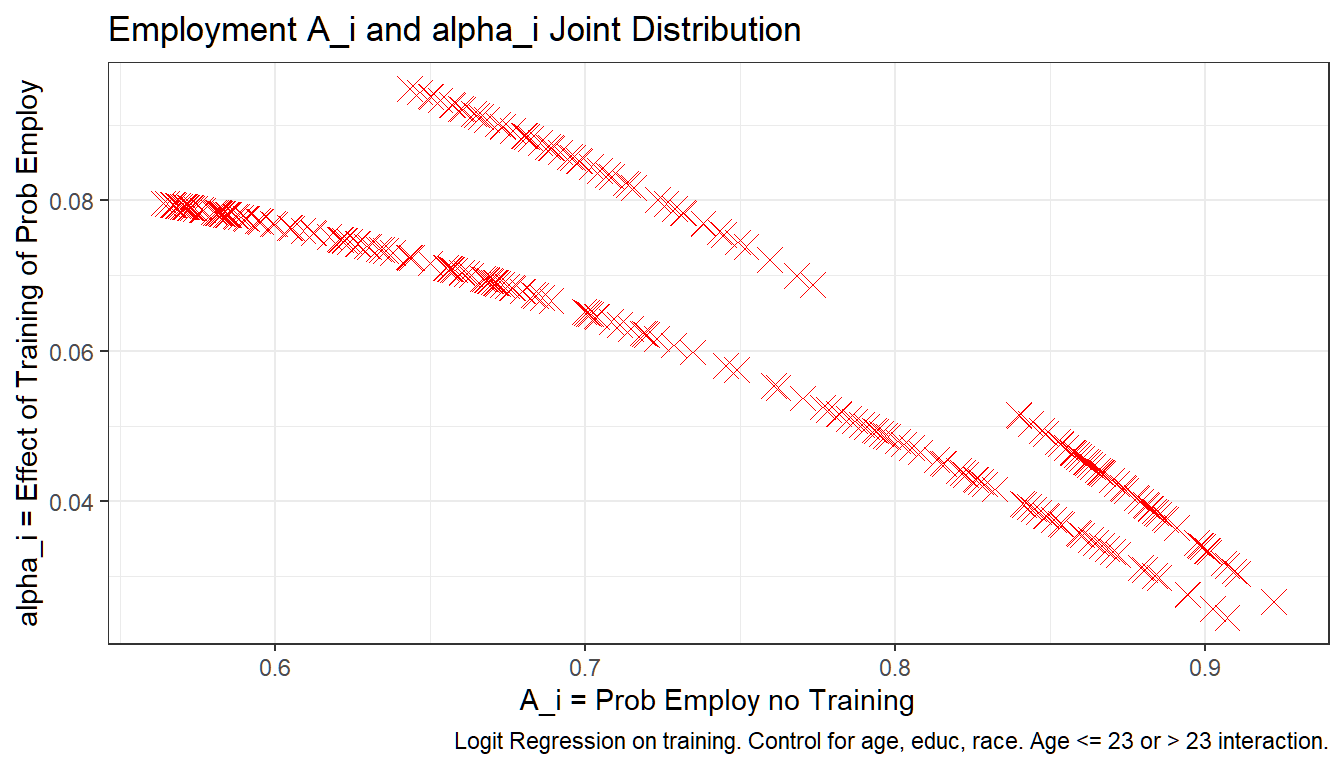 Employment A_i and alpha_i Joint Distribution
alpha_i = Effect of Training of Prob Employ
0.08
0.06
0.04
0.6
0.7
0.8
0.9
A_i = Prob Employ no Training
Logit Regression on training. Control for age, educ, race. Age <= 23 or > 23 interaction.